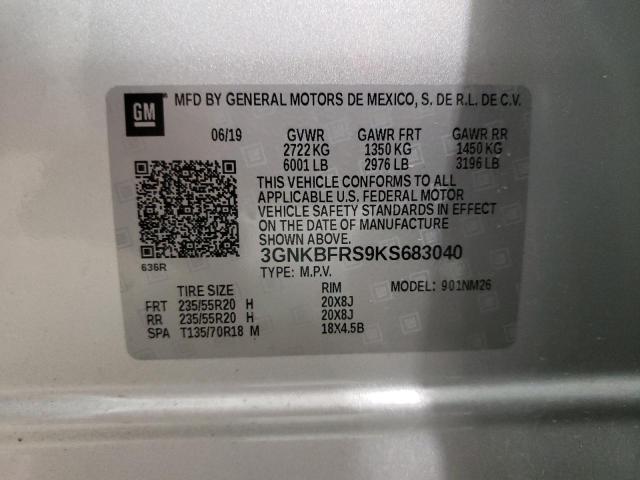 GM MFD BY GENERAL MOTORS DE MEXICO, S. DE R.L. DE C.V.
06/19 GVWR GAWR FRT GAWR RR
2722 KG 1350 KG 1450 KG
6001 LB 2976 LB 3196 LB
THIS VEHICLE CONFORMS TO ALL
APPLICABLE U.S. FEDERAL MOTOR
VEHICLE SAFETY STANDARDS IN EFFECT
ON THE DATE OF MANUFACTURE
SHOWN ABOVE.
3GNKBFRS9KS683040
636R
TYPE: M.P.V.
TIRE SIZE RIM MODEL: 901NM26
FRT 235/55R20 H 20X8J
RR 235/55R20 H 20X8J
SPA T135/70R18 M 18X4.5B